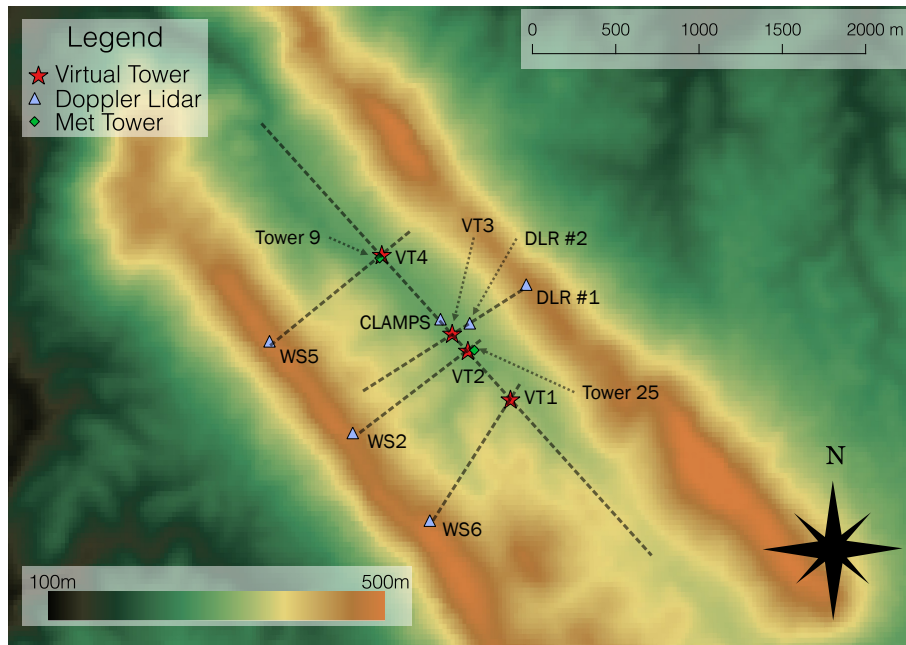 Legend
Virtual Tower
Doppler Lidar
Met Tower
0 500 1000 1500 2000 m
VT3
Tower 9
DLR #2
VT4
DLR #1
CLAMPS
WS5
VT2
Tower 25
VT1
WS2
N
WS6
100m 500m